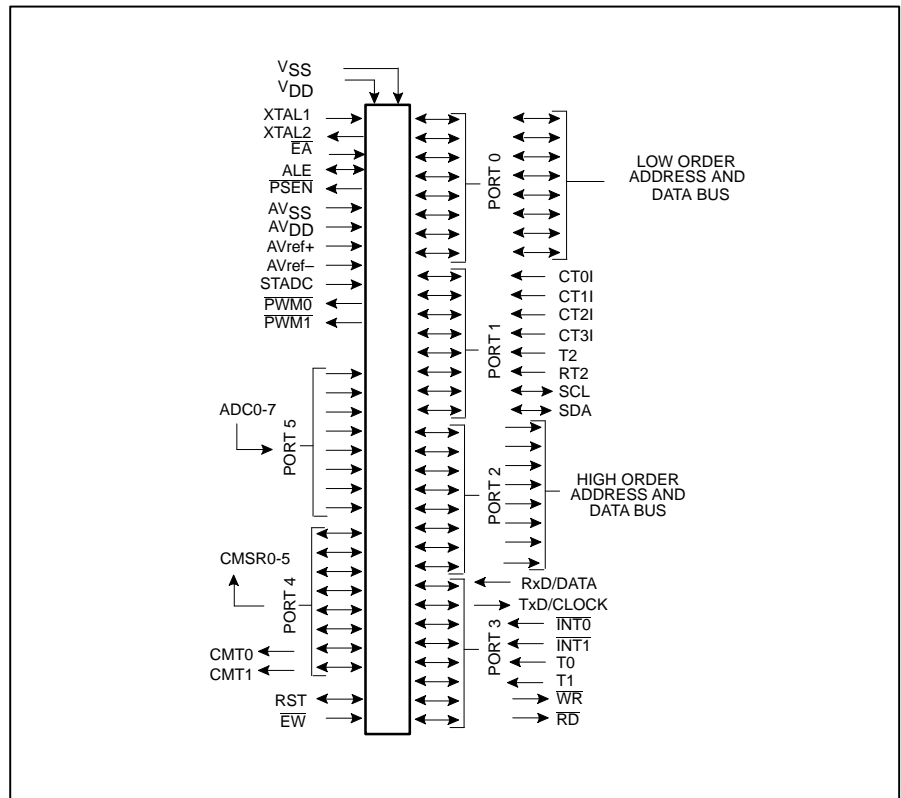 VSS
VDD
XTAL1
XTAL2
EA
ALE
PSEN
AVSS
AVDD
AVref+
AVref–
STADC
PWM0
PWM1
ADC0-7
PORT 5
CMSR0-5
PORT 4
CMT0
CMT1
RST
EW
PORT 0
LOW ORDER
ADDRESS AND
DATA BUS
PORT 1
CT0I
CT1I
CT2I
CT3I
T2
RT2
SCL
SDA
PORT 2
HIGH ORDER
ADDRESS AND
DATA BUS
PORT 3
RxD/DATA
TxD/CLOCK
INT0
INT1
T0
T1
WR
RD